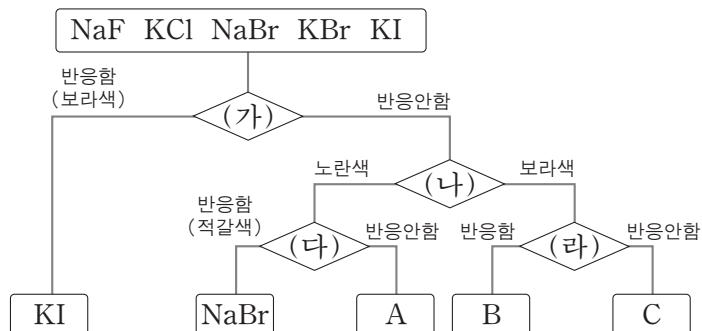 NaF KCl NaBr KBr KI
반응함
(보라색)
(가)
반응안함
노란색
(나)
보라색
반응함
(적갈색)
(다)
반응안함
반응함
(라)
반응안함
KI
NaBr
A
B
C